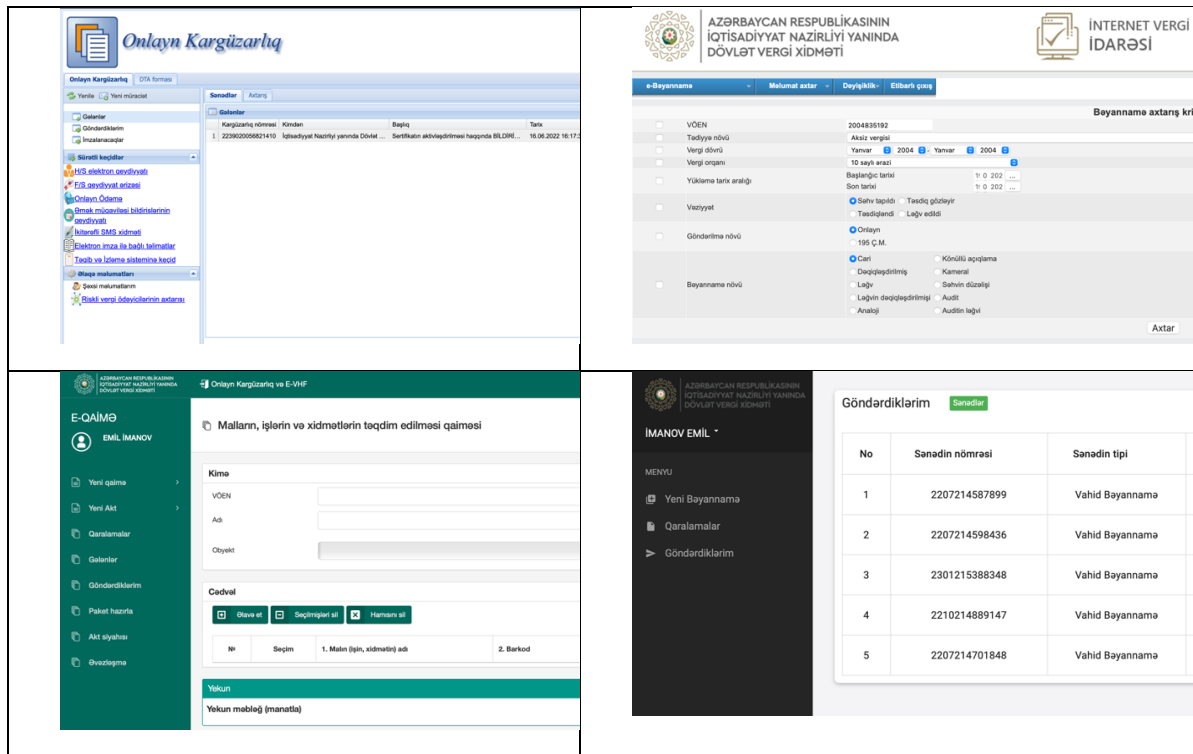 Onlayn Kargüzarlıq
Onlayn Kargüzarlıq DTA forması
Yenilə Yeni müraciət
Gələnlər
Göndərdiklərim
İmzalanacaqlar
Sürətli keçidlər
H/S elektron qeydiyyatı
F/S qeydiyyat ərizəsi
Onlayn Ödəmə
Əmək müqaviləsi bildirişlərinin qeydiyyatı
İkitərəfli SMS xidməti
Elektron imza ilə bağlı təlimatlar
Təqib və İzləmə sisteminə keçid
Əlaqə məlumatları
Şəxsi məlumatlarım
Riskli vergi ödəyicilərinin axtarışı
Sənədlər Axtarış
Gələnlər
Kargüzarlıq nömrəsi Kimdən Başlıq Tarix
1 2239020056821410 İqtisadiyyat Nazirliyi yanında Dövlət ... Sertifikatın aktivləşdirilməsi haqqında BİLDİRİ... 16.06.2022 16:17:
AZƏRBAYCAN RESPUBLİKASININ
İQTİSADİYYAT NAZİRLİYİ YANINDA
DÖVLƏT VERGİ XİDMƏTİ
İNTERNET VERGİ
İDARƏSİ
e-Bəyannamə Məlumat axtar Dəyişiklik Etibarlı çıxış
Bəyannamə axtarış kri
VÖEN 2004835192
Tədiyyə növü Aksiz vergisi
Vergi dövrü Yanvar 2004 - Yanvar 2004
Vergi orqanı 10 saylı ərazi
Yükləmə tarix aralığı Başlanğıc tarixi 1! 0 202 ...
Son tarixi 1! 0 202 ...
Vəziyyət Səhv tapıldı Təsdiq gözləyir
Təsdiqləndi Ləğv edildi
Göndərilmə növü Onlayn
195 Ç.M.
Bəyannamə növü Cari Könüllü açıqlama
Dəqiqləşdirilmiş Kameral
Ləğv Səhvin düzəlişi
Ləğvin dəqiqləşdirilmişi Audit
Analoji Auditin ləğvi
Axtar
AZƏRBAYCAN RESPUBLİKASININ
İQTİSADİYYAT NAZİRLİYİ YANINDA
DÖVLƏT VERGİ XİDMƏTİ
Onlayn Kargüzarlıq və E-VHF
E-QAİMƏ
EMİL İMANOV
Yeni qaimə
Yeni Akt
Qaralamalar
Gələnlər
Göndərdiklərim
Paket hazırla
Akt siyahısı
Əvəzləşmə
Malların, işlərin və xidmətlərin təqdim edilməsi qaiməsi
Kimə
VÖEN
Adı
Obyekt
Cədvəl
Əlavə et Seçilmişləri sil Hamısını sil
№ Seçim 1. Malın (işin, xidmətin) adı 2. Barkod
Yekun
Yekun məbləğ (manatla)
AZƏRBAYCAN RESPUBLİKASININ
İQTİSADİYYAT NAZİRLİYİ YANINDA
DÖVLƏT VERGİ XİDMƏTİ
İMANOV EMİL
MENYU
Yeni Bəyannamə
Qaralamalar
Göndərdiklərim
Göndərdiklərim Sənədlər
No Sənədin nömrəsi Sənədin tipi
1 2207214587899 Vahid Bəyannamə
2 2207214598436 Vahid Bəyannamə
3 2301215388348 Vahid Bəyannamə
4 2210214889147 Vahid Bəyannamə
5 2207214701848 Vahid Bəyannamə